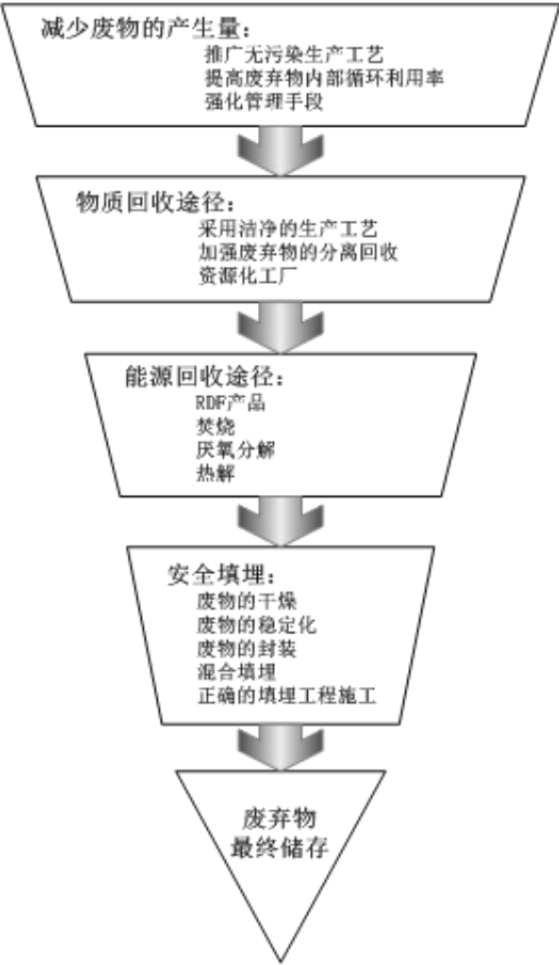 减少废物的产生量：
推广无污染生产工艺
提高废弃物内部循环利用率
强化管理手段
物质回收途径：
采用洁净的生产工艺
加强废弃物的分离回收
资源化工厂
能源回收途径：
RDF产品
焚烧
厌氧分解
热解
安全填埋：
废物的干燥
废物的稳定化
废物的封装
混合填埋
正确的填埋工程施工
废弃物
最终储存